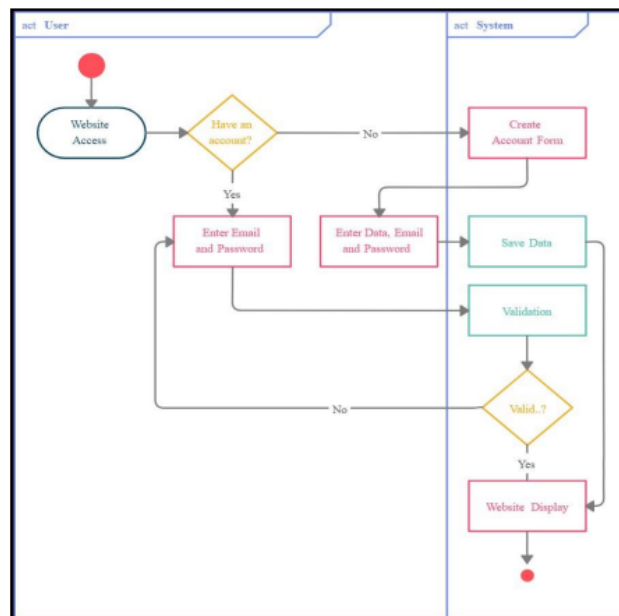 act User
act System
Website
Access
Have an
account?
No
Create
Account Form
Yes
Enter Email
and Password
Enter Data, Email
and Password
Save Data
Validation
No
Valid..?
Yes
Website Display